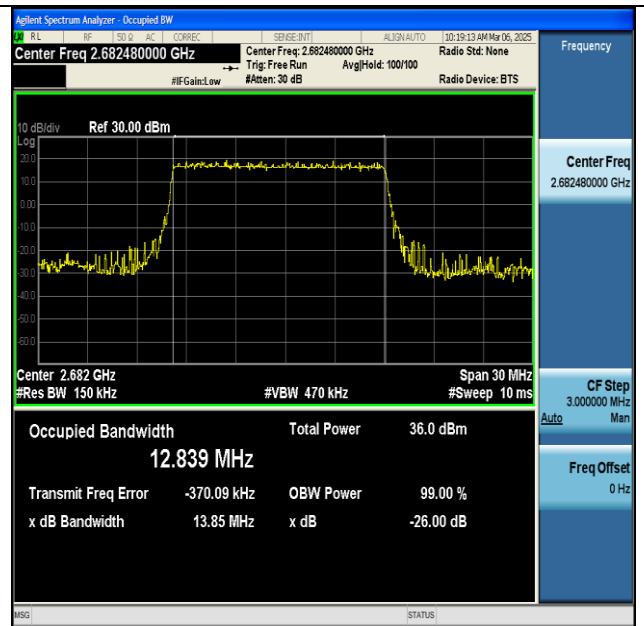 Agilent Spectrum Analyzer - Occupied BW
LXI RL RF 50 Ω AC CORREC SENSE:INT ALIGN AUTO 10:19:13 AM Mar 06, 2025
Center Freq 2.682480000 GHz
Center Freq: 2.682480000 GHz
Radio Std: None
Trig: Free Run Avg|Hold: 100/100
#IFGain:Low #Atten: 30 dB Radio Device: BTS
10 dB/div Ref 30.00 dBm
Log
20.0
10.0
0.00
-10.0
-20.0
-30.0
-50.0
-60.0
Center 2.682 GHz Span 30 MHz
#Res BW 150 kHz #VBW 470 kHz #Sweep 10 ms
Occupied Bandwidth Total Power 36.0 dBm
12.839 MHz
Transmit Freq Error -370.09 kHz OBW Power 99.00 %
x dB Bandwidth 13.85 MHz x dB -26.00 dB
Frequency
Center Freq
2.682480000 GHz
CF Step
3.000000 MHz
Auto Man
Freq Offset
0 Hz
MSG STATUS